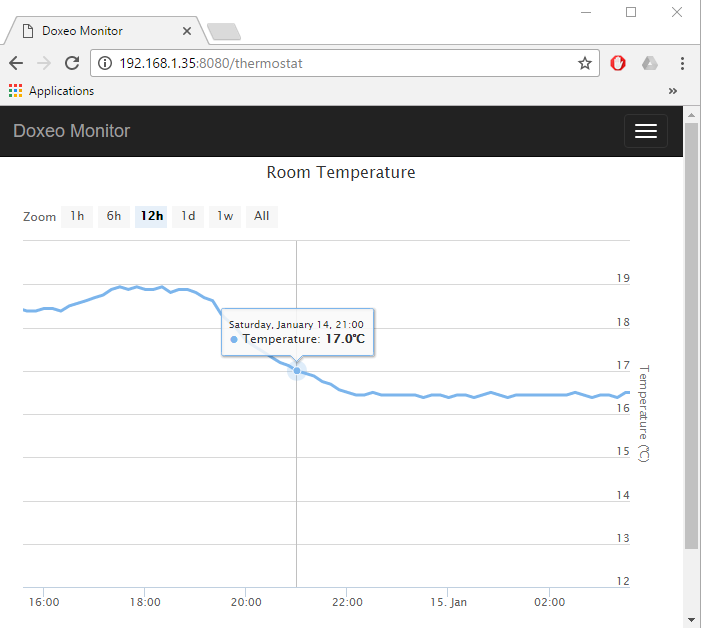 Doxeo Monitor
192.168.1.35:8080/thermostat
Applications
»
Doxeo Monitor
Room Temperature
Zoom 1h 6h 12h 1d 1w All
19
18
17
16
15
14
13
12
Temperature (°C)
Saturday, January 14, 21:00
Temperature: 17.0°C
16:00 18:00 20:00 22:00 15. Jan 02:00